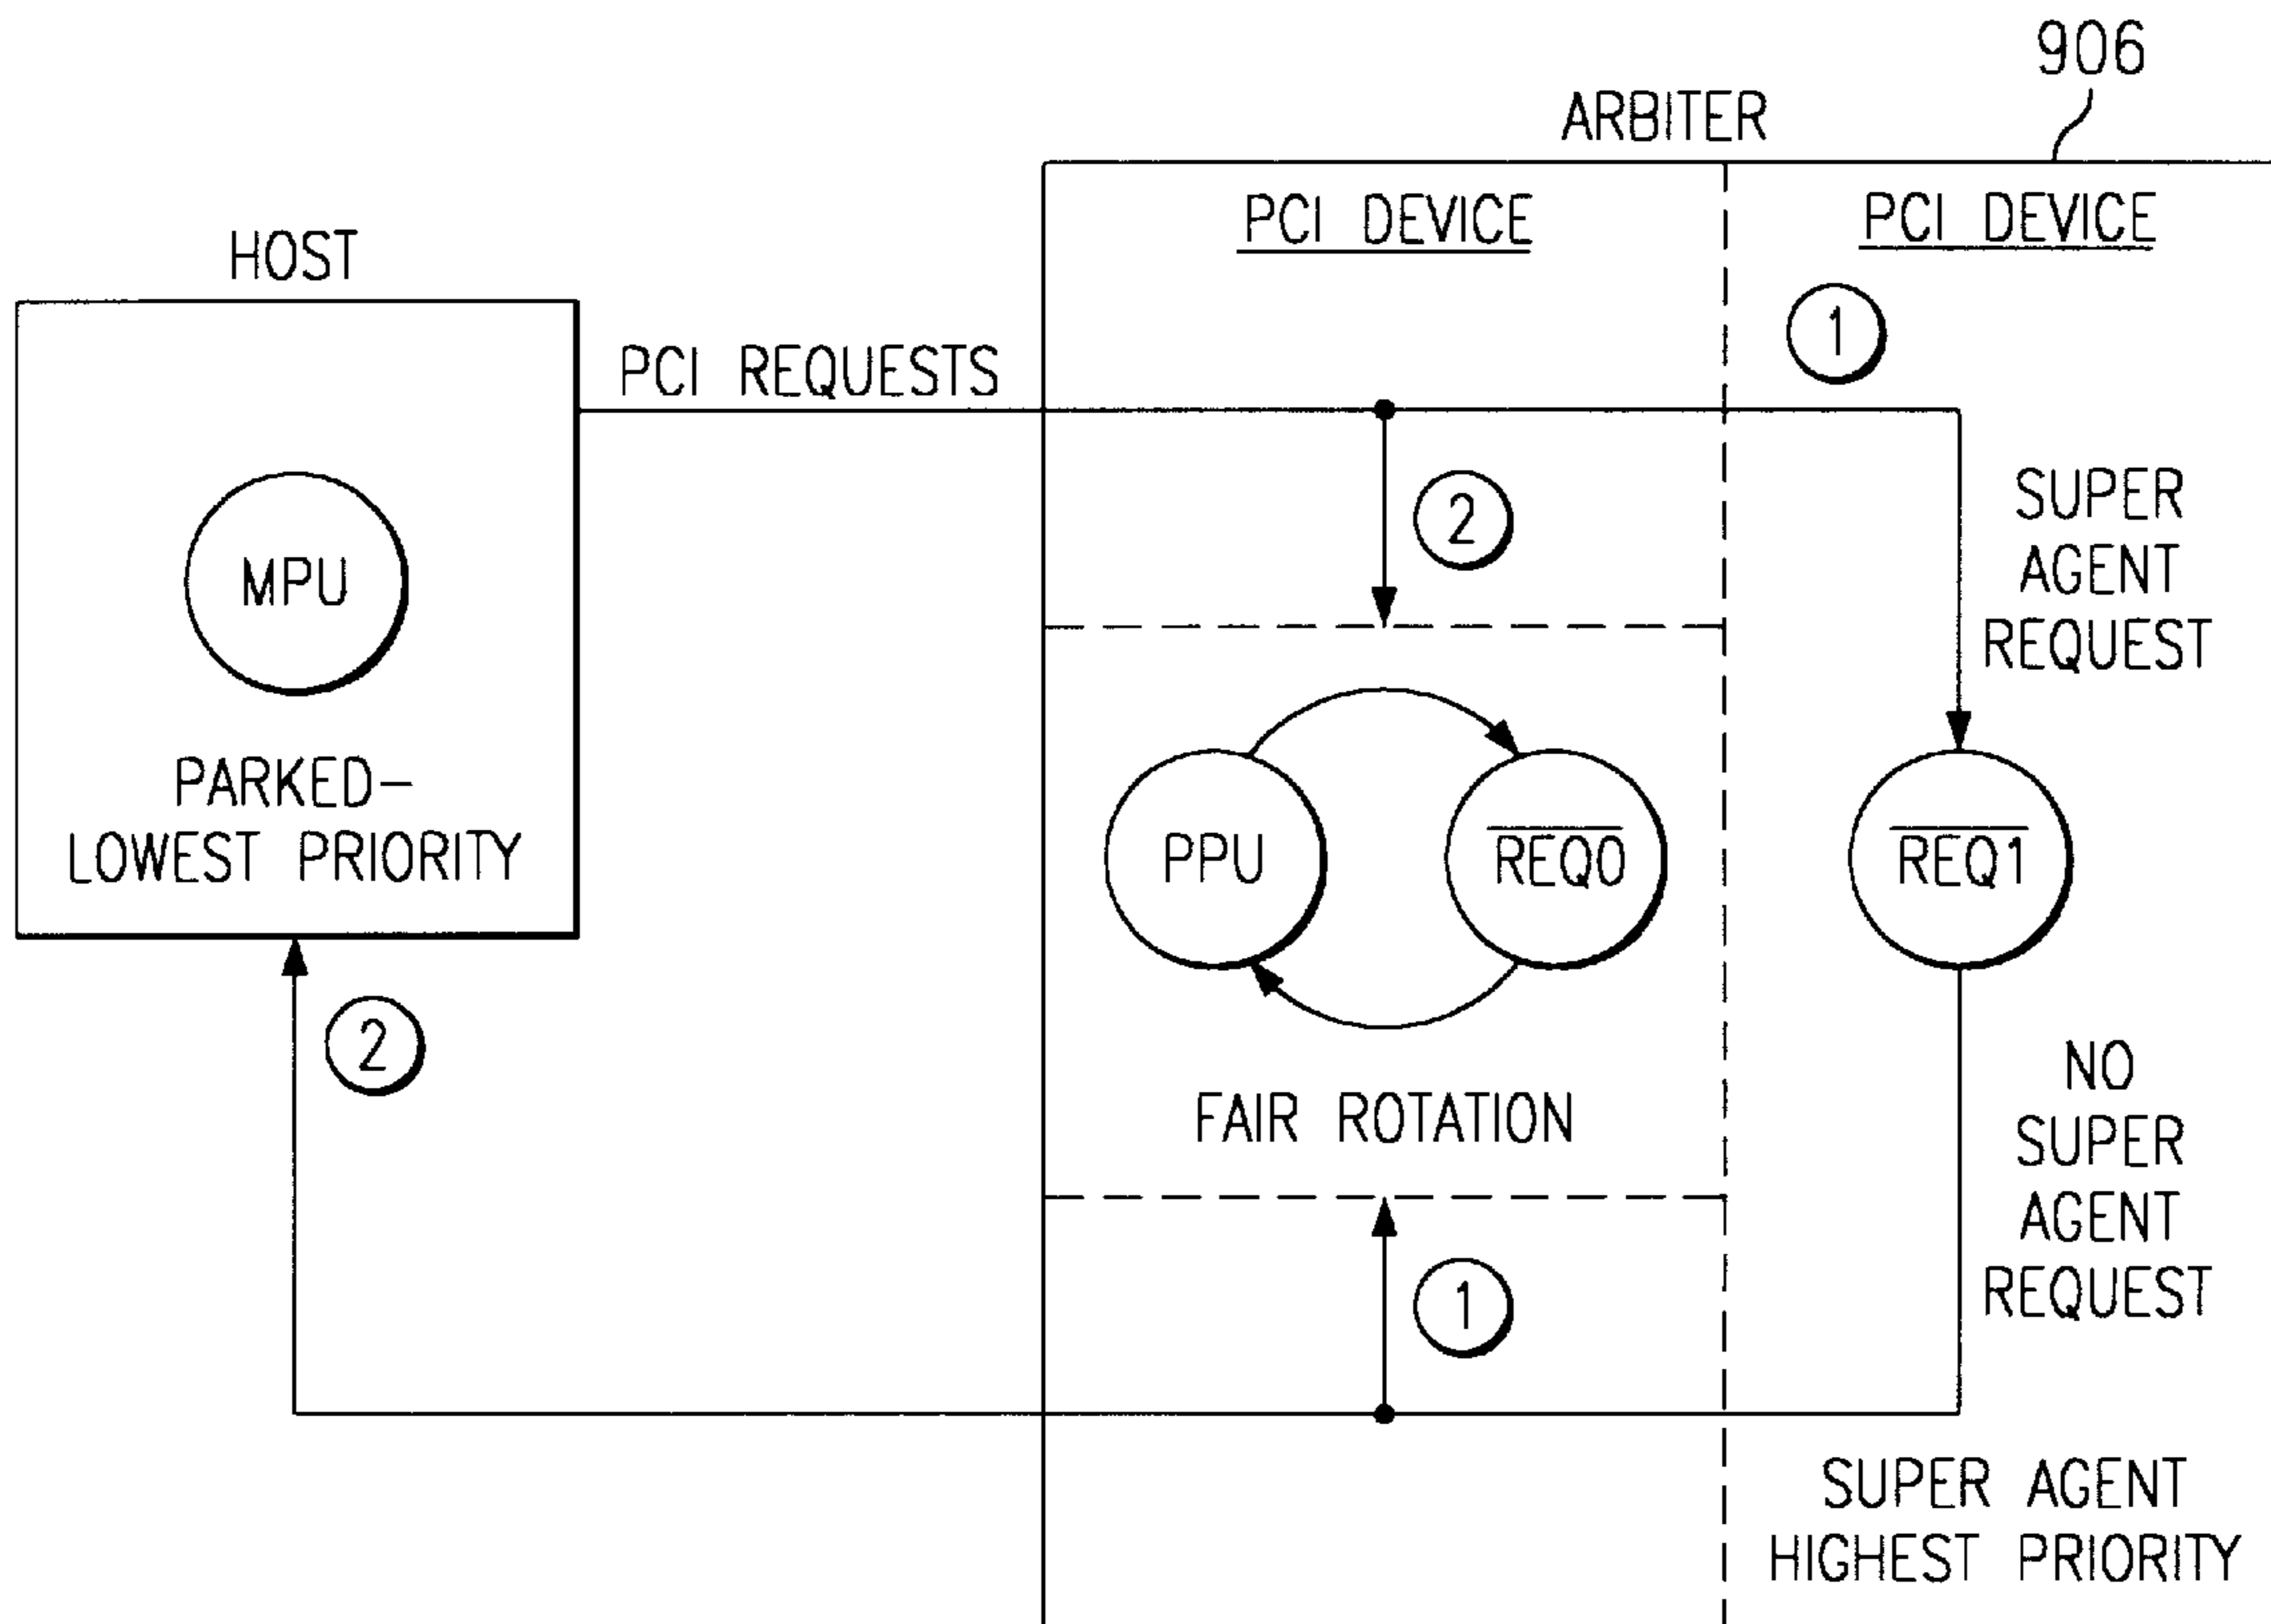 906
ARBITER
PCI DEVICE
PCI DEVICE
HOST
1
PCI REQUESTS
2
SUPER
AGENT
REQUEST
MPU
PARKED-
LOWEST PRIORITY
PPU
REQ0
REQ1
2
FAIR ROTATION
NO
SUPER
AGENT
REQUEST
1
SUPER AGENT
HIGHEST PRIORITY